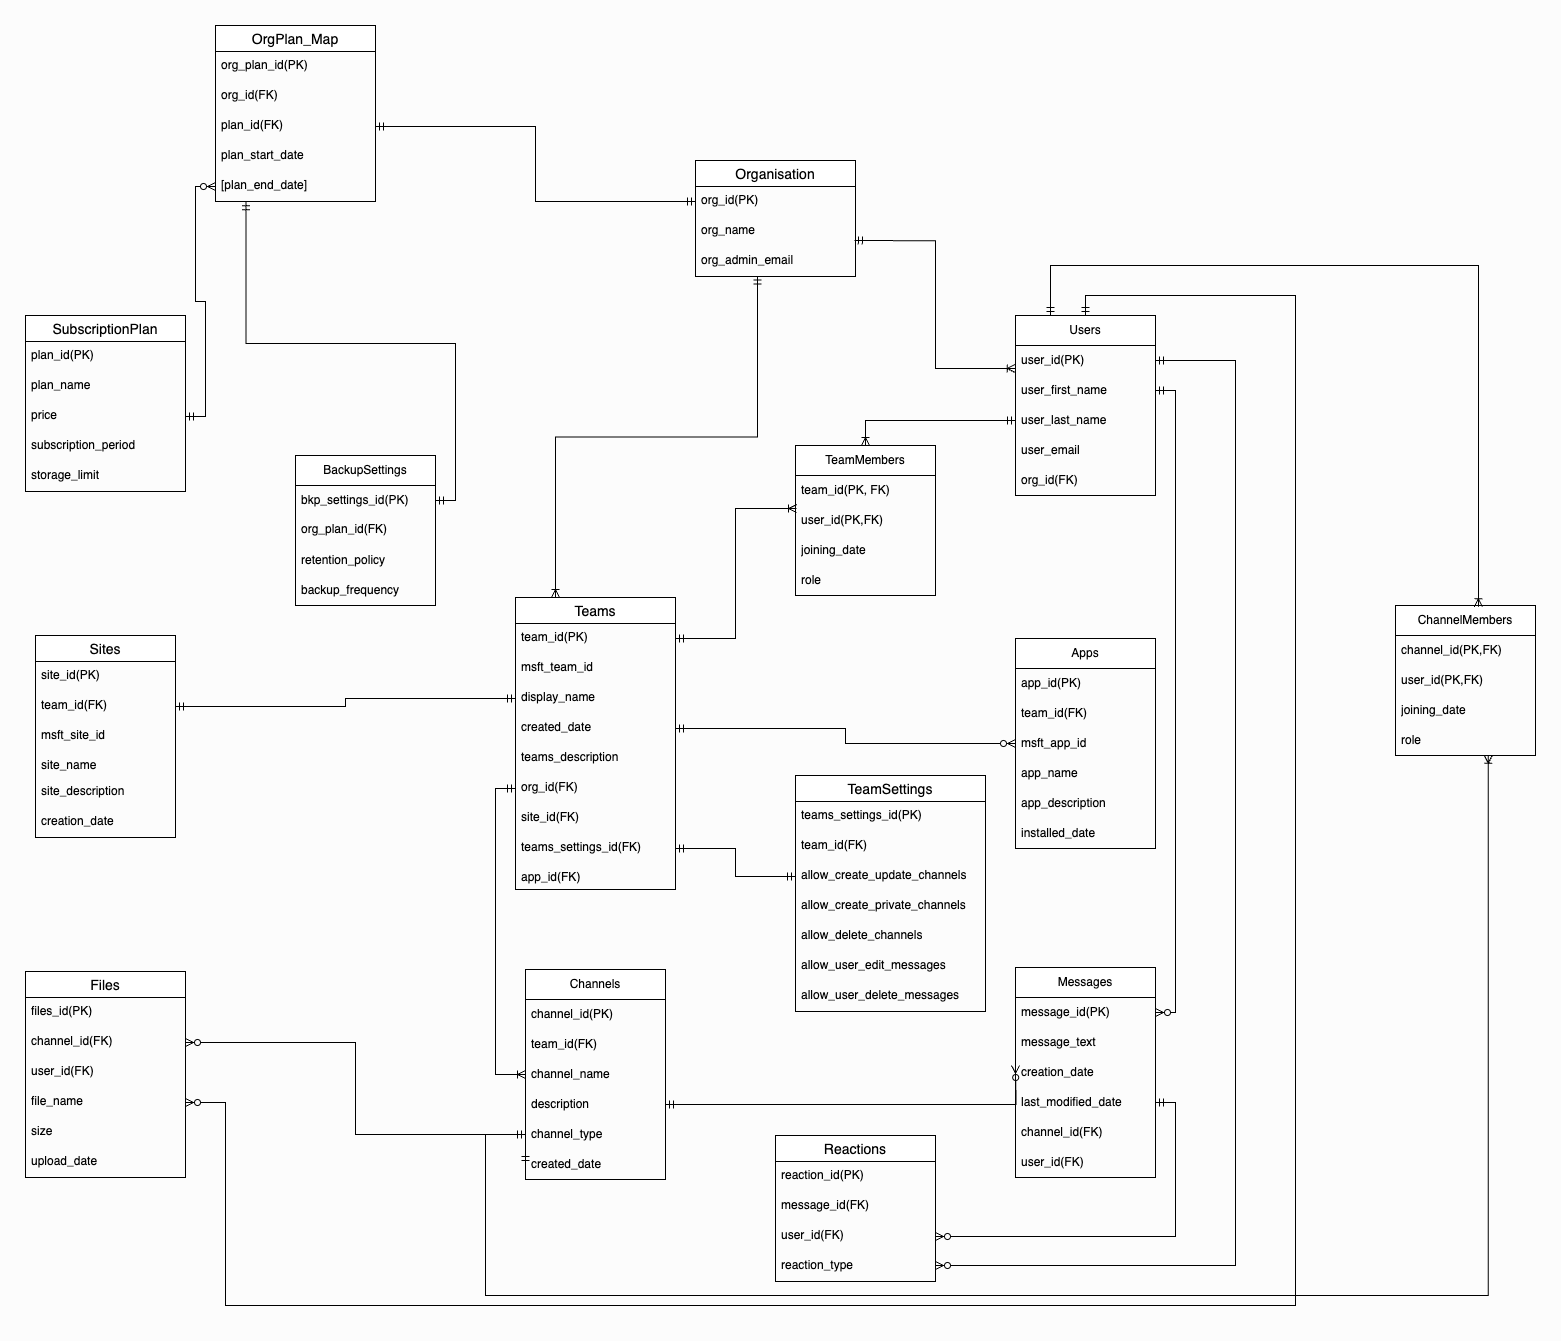 OrgPlan_Map
org_plan_id(PK)
org_id(FK)
plan_id(FK)
plan_start_date
[plan_end_date]
Organisation
org_id(PK)
org_name
org_admin_email
SubscriptionPlan
plan_id(PK)
plan_name
price
subscription_period
storage_limit
Users
user_id(PK)
user_first_name
user_last_name
user_email
org_id(FK)
BackupSettings
bkp_settings_id(PK)
org_plan_id(FK)
retention_policy
backup_frequency
TeamMembers
team_id(PK, FK)
user_id(PK,FK)
joining_date
role
Teams
team_id(PK)
msft_team_id
display_name
created_date
teams_description
org_id(FK)
site_id(FK)
teams_settings_id(FK)
app_id(FK)
ChannelMembers
channel_id(PK,FK)
user_id(PK,FK)
joining_date
role
Sites
site_id(PK)
team_id(FK)
msft_site_id
site_name
site_description
creation_date
Apps
app_id(PK)
team_id(FK)
msft_app_id
app_name
app_description
installed_date
TeamSettings
teams_settings_id(PK)
team_id(FK)
allow_create_update_channels
allow_create_private_channels
allow_delete_channels
allow_user_edit_messages
allow_user_delete_messages
Files
files_id(PK)
channel_id(FK)
user_id(FK)
file_name
size
upload_date
Channels
channel_id(PK)
team_id(FK)
channel_name
description
channel_type
created_date
Messages
message_id(PK)
message_text
creation_date
last_modified_date
channel_id(FK)
user_id(FK)
Reactions
reaction_id(PK)
message_id(FK)
user_id(FK)
reaction_type